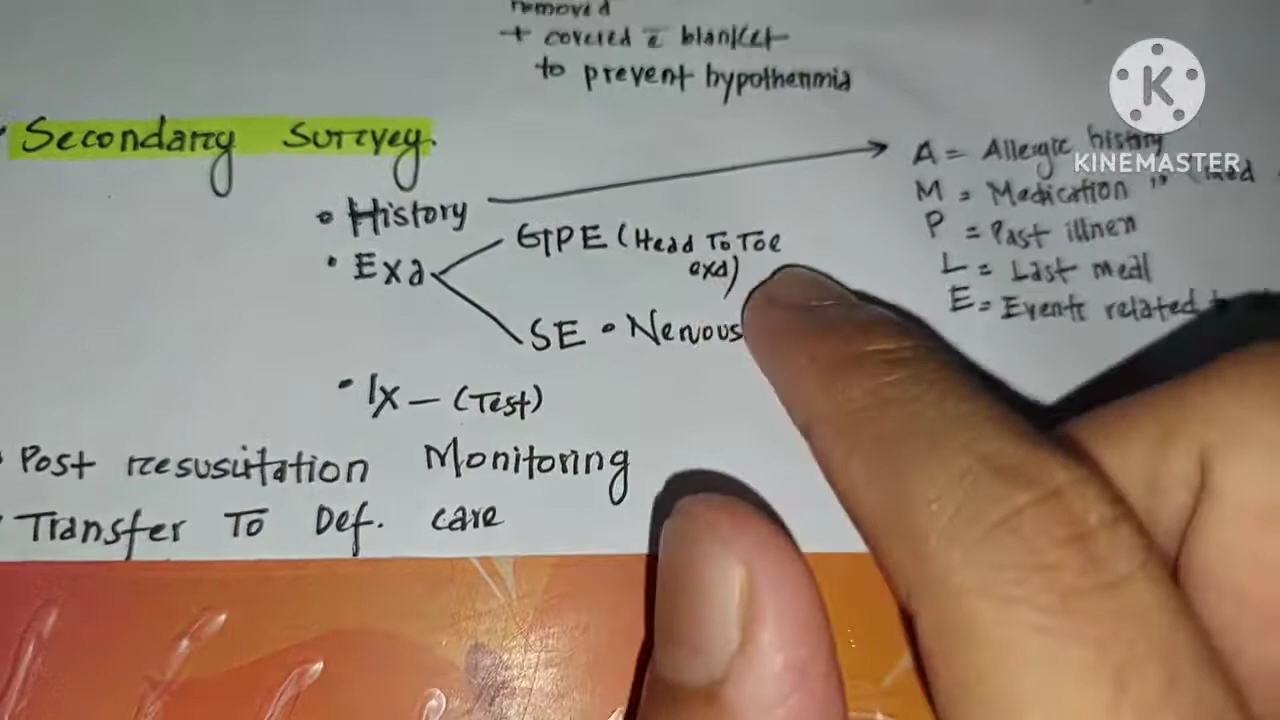 removed
+ covered c̄ blanket
to prevent hypothermia
• Secondary Survey.
• History
A = Allergic history
M = Medication
P = Past illness
L = Last meal
E = Events related to
• Exa
GPE (Head To Toe
exa)
SE • Nervous
• Ix – (Test)
• Post resusitation Monitoring
• Transfer To Def. care
KINEMASTER